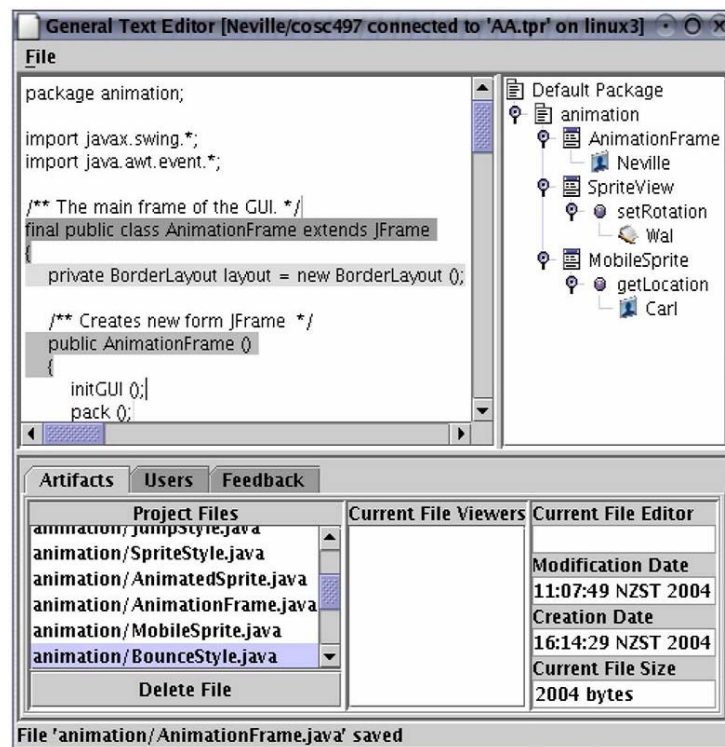 General Text Editor [Neville/cosc497 connected to 'AA.tpr' on linux3]
File
package animation;
import javax.swing.*;
import java.awt.event.*;
/** The main frame of the GUI. */
final public class AnimationFrame extends JFrame
{
private BorderLayout layout = new BorderLayout ();
/** Creates new form JFrame */
public AnimationFrame ()
{
initGUI ();
pack ();
Default Package
animation
AnimationFrame
Neville
SpriteView
setRotation
Wal
MobileSprite
getLocation
Carl
Artifacts Users Feedback
Project Files
animation/JumpStyle.java
animation/SpriteStyle.java
animation/AnimatedSprite.java
animation/AnimationFrame.java
animation/MobileSprite.java
animation/BounceStyle.java
Delete File
Current File Viewers
Current File Editor
Modification Date
11:07:49 NZST 2004
Creation Date
16:14:29 NZST 2004
Current File Size
2004 bytes
File 'animation/AnimationFrame.java' saved